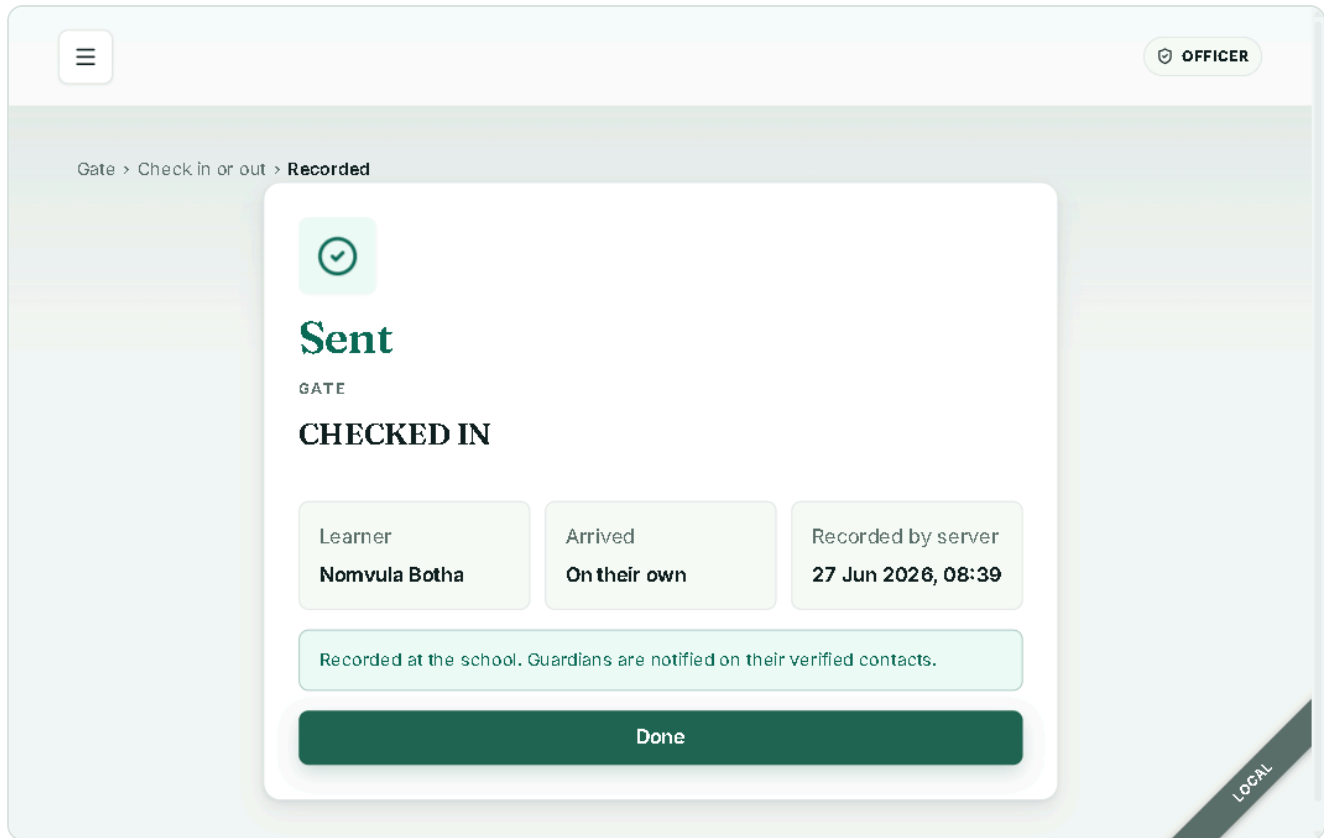 OFFICER
Gate › Check in or out › Recorded
Sent
GATE
CHECKED IN
Learner
Nomvula Botha
Arrived
On their own
Recorded by server
27 Jun 2026, 08:39
Recorded at the school. Guardians are notified on their verified contacts.
Done
LOCAL